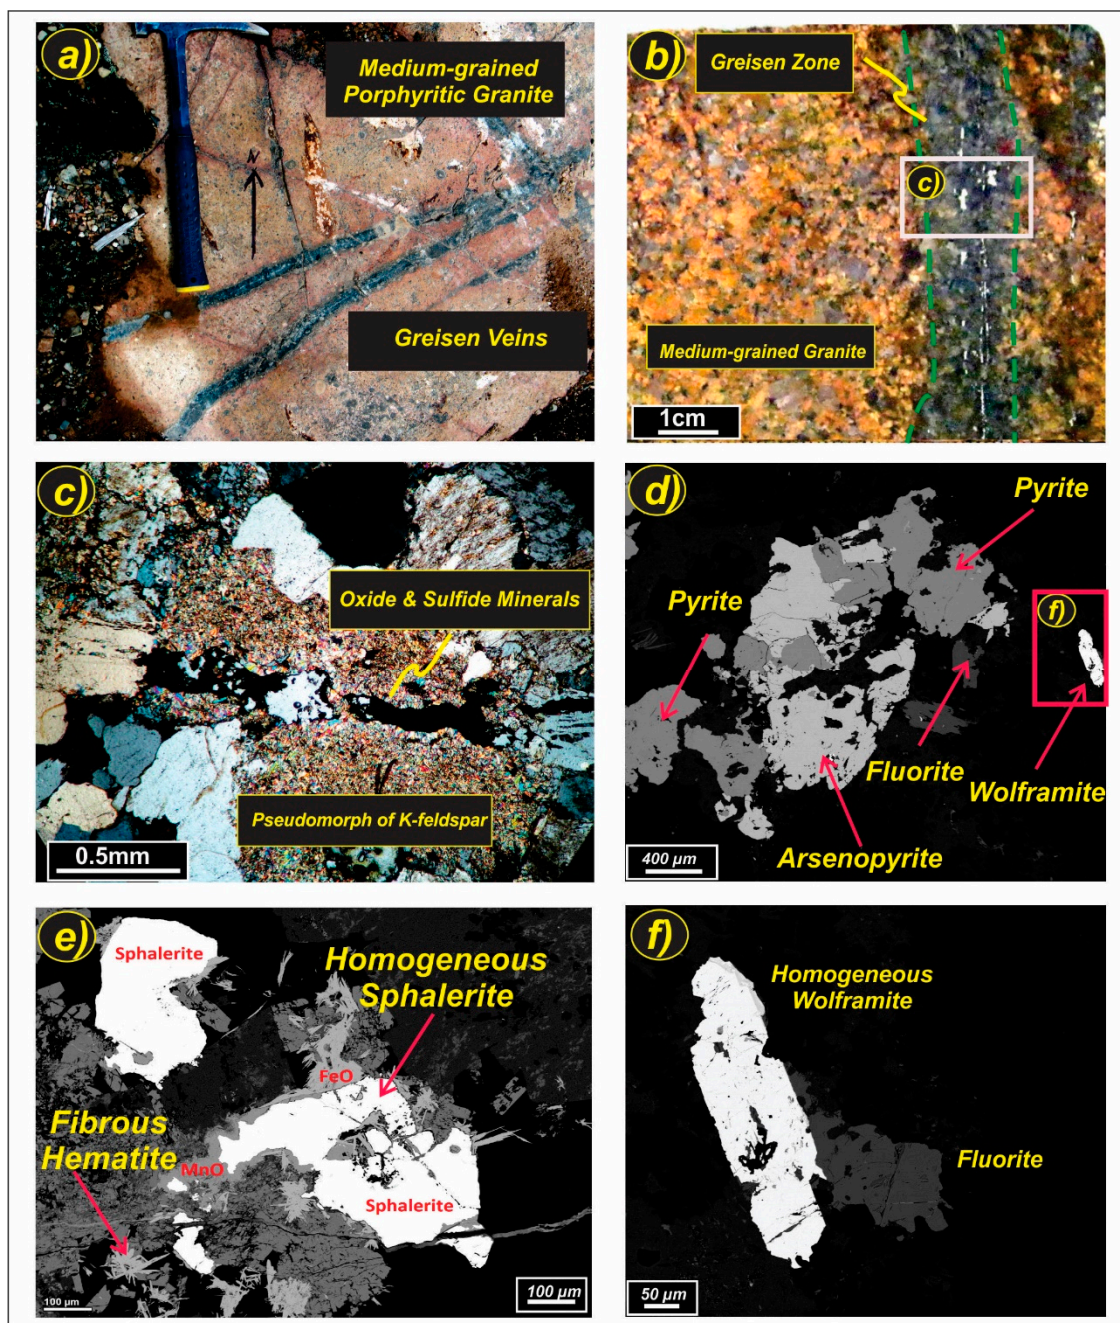 a)
Medium-grained
Porphyritic Granite
N
Greisen Veins
b)
Greisen Zone
c)
Medium-grained Granite
1cm
c)
Oxide & Sulfide Minerals
Pseudomorph of K-feldspar
0.5mm
d)
Pyrite
Pyrite
f)
Fluorite
Wolframite
Arsenopyrite
400 µm
e)
Sphalerite
Homogeneous
Sphalerite
FeO
Fibrous
Hematite
MnO
Sphalerite
100 µm
100 µm
f)
Homogeneous
Wolframite
Fluorite
50 µm